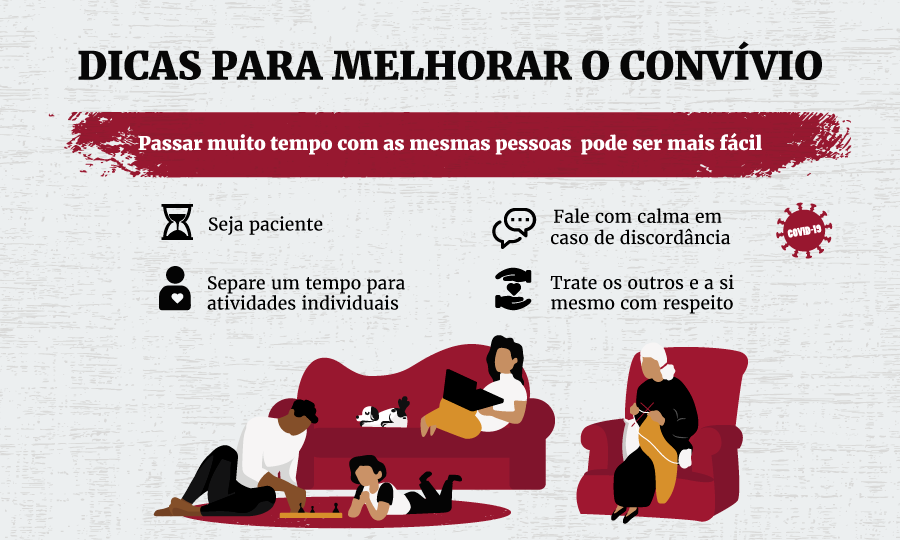 DICAS PARA MELHORAR O CONVÍVIO
Passar muito tempo com as mesmas pessoas pode ser mais fácil
Seja paciente
Separe um tempo para
atividades individuais
Fale com calma em
caso de discordância
Trate os outros e a si
mesmo com respeito
COVID-19